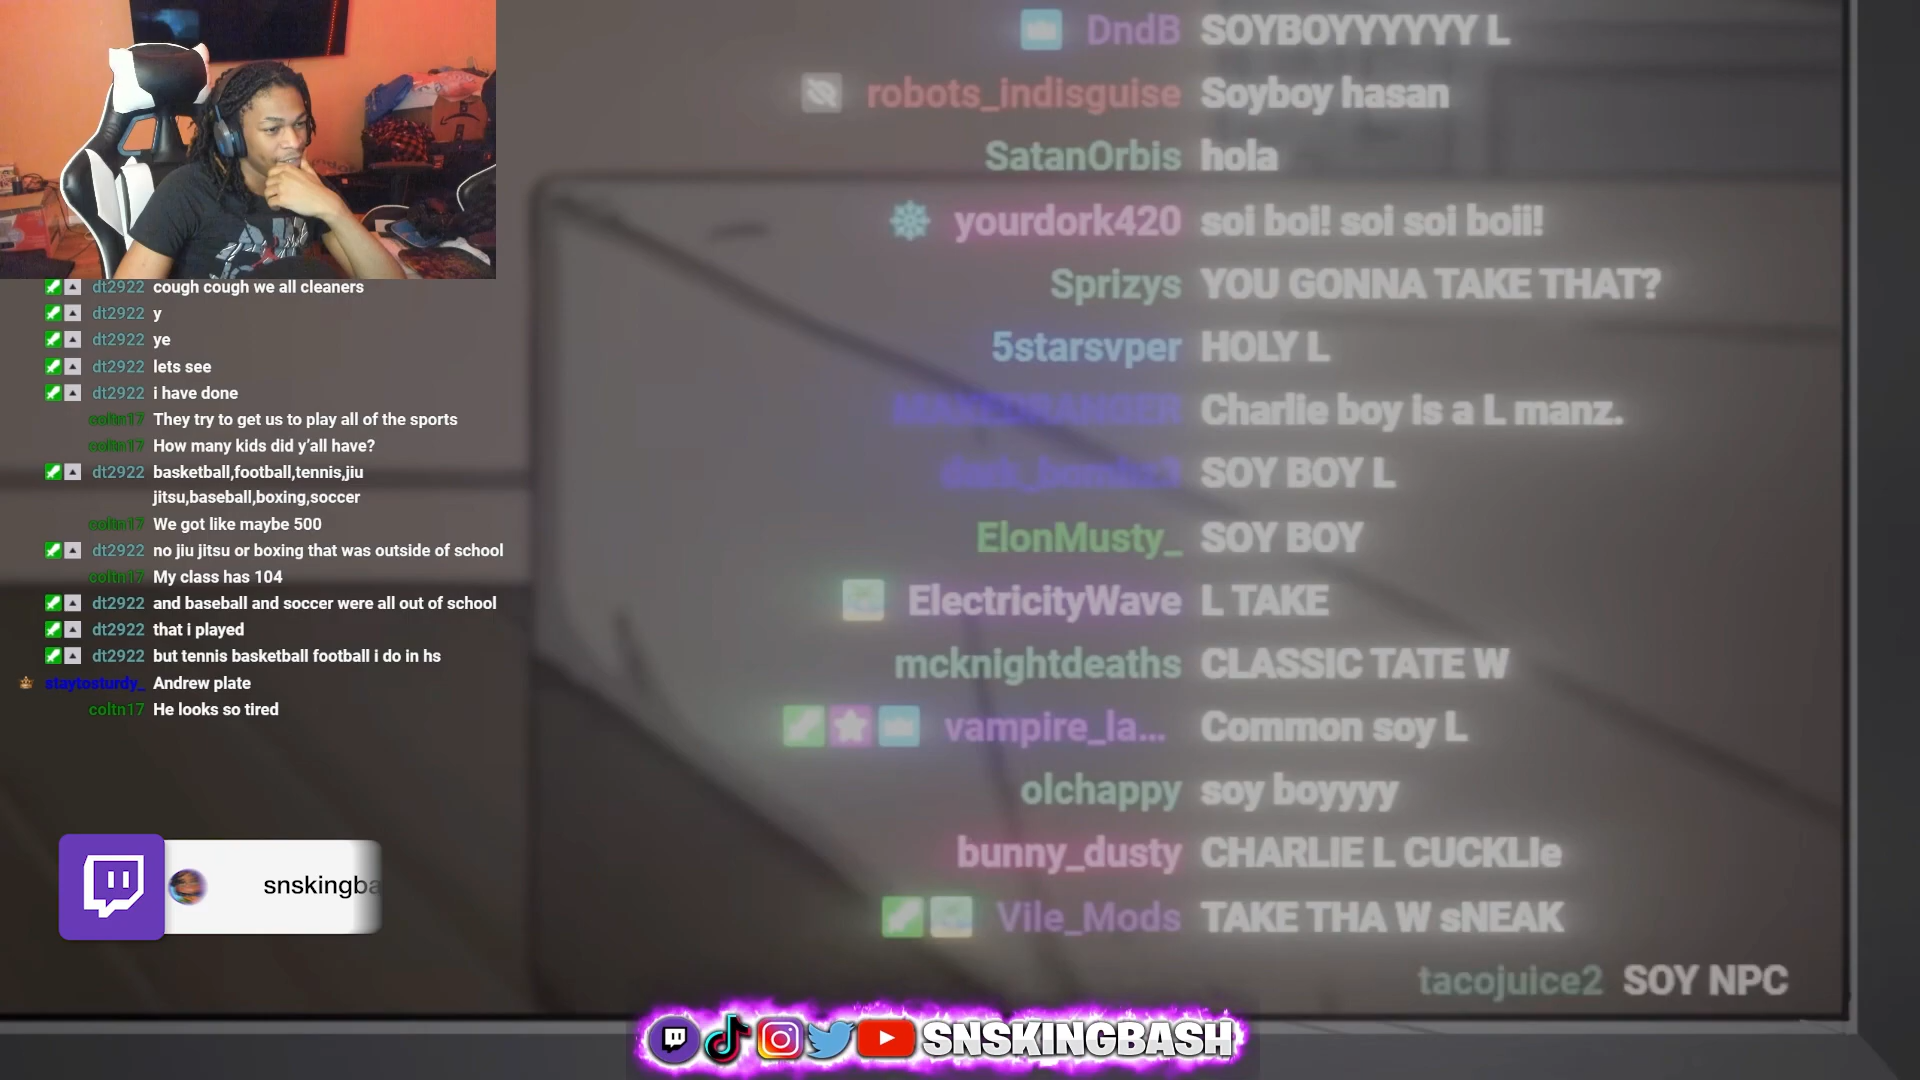 DndB SOYBOYYYYYY L
robots_indisguise Soyboy hasan
SatanOrbis hola
yourdork420 soi boi! soi soi boii!
Sprizys YOU GONNA TAKE THAT?
5starsvper HOLY L
Charlie boy is a L manz.
SOY BOY L
ElonMusty_ SOY BOY
ElectricityWave L TAKE
mcknightdeaths CLASSIC TATE W
vampire_la... Common soy L
olchappy soy boyyyy
bunny_dusty CHARLIE L CUCKLIe
Vile_Mods TAKE THA W sNEAK
tacojuice2 SOY NPC
dt2922 cough cough we all cleaners
dt2922 y
dt2922 ye
dt2922 lets see
dt2922 i have done
coltn17 They try to get us to play all of the sports
coltn17 How many kids did y'all have?
dt2922 basketball,football,tennis,jiu
jitsu,baseball,boxing,soccer
coltn17 We got like maybe 500
dt2922 no jiu jitsu or boxing that was outside of school
coltn17 My class has 104
dt2922 and baseball and soccer were all out of school
dt2922 that i played
dt2922 but tennis basketball football i do in hs
staytosturdy_ Andrew plate
coltn17 He looks so tired
snskingba
SNSKINGBASH